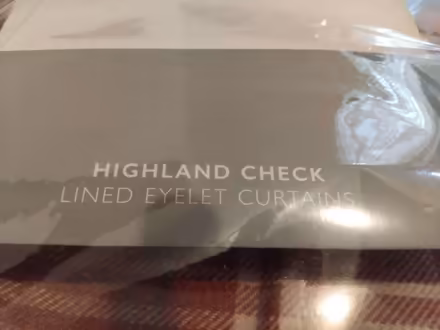 HIGHLAND CHECK
LINED EYELET CURTAINS